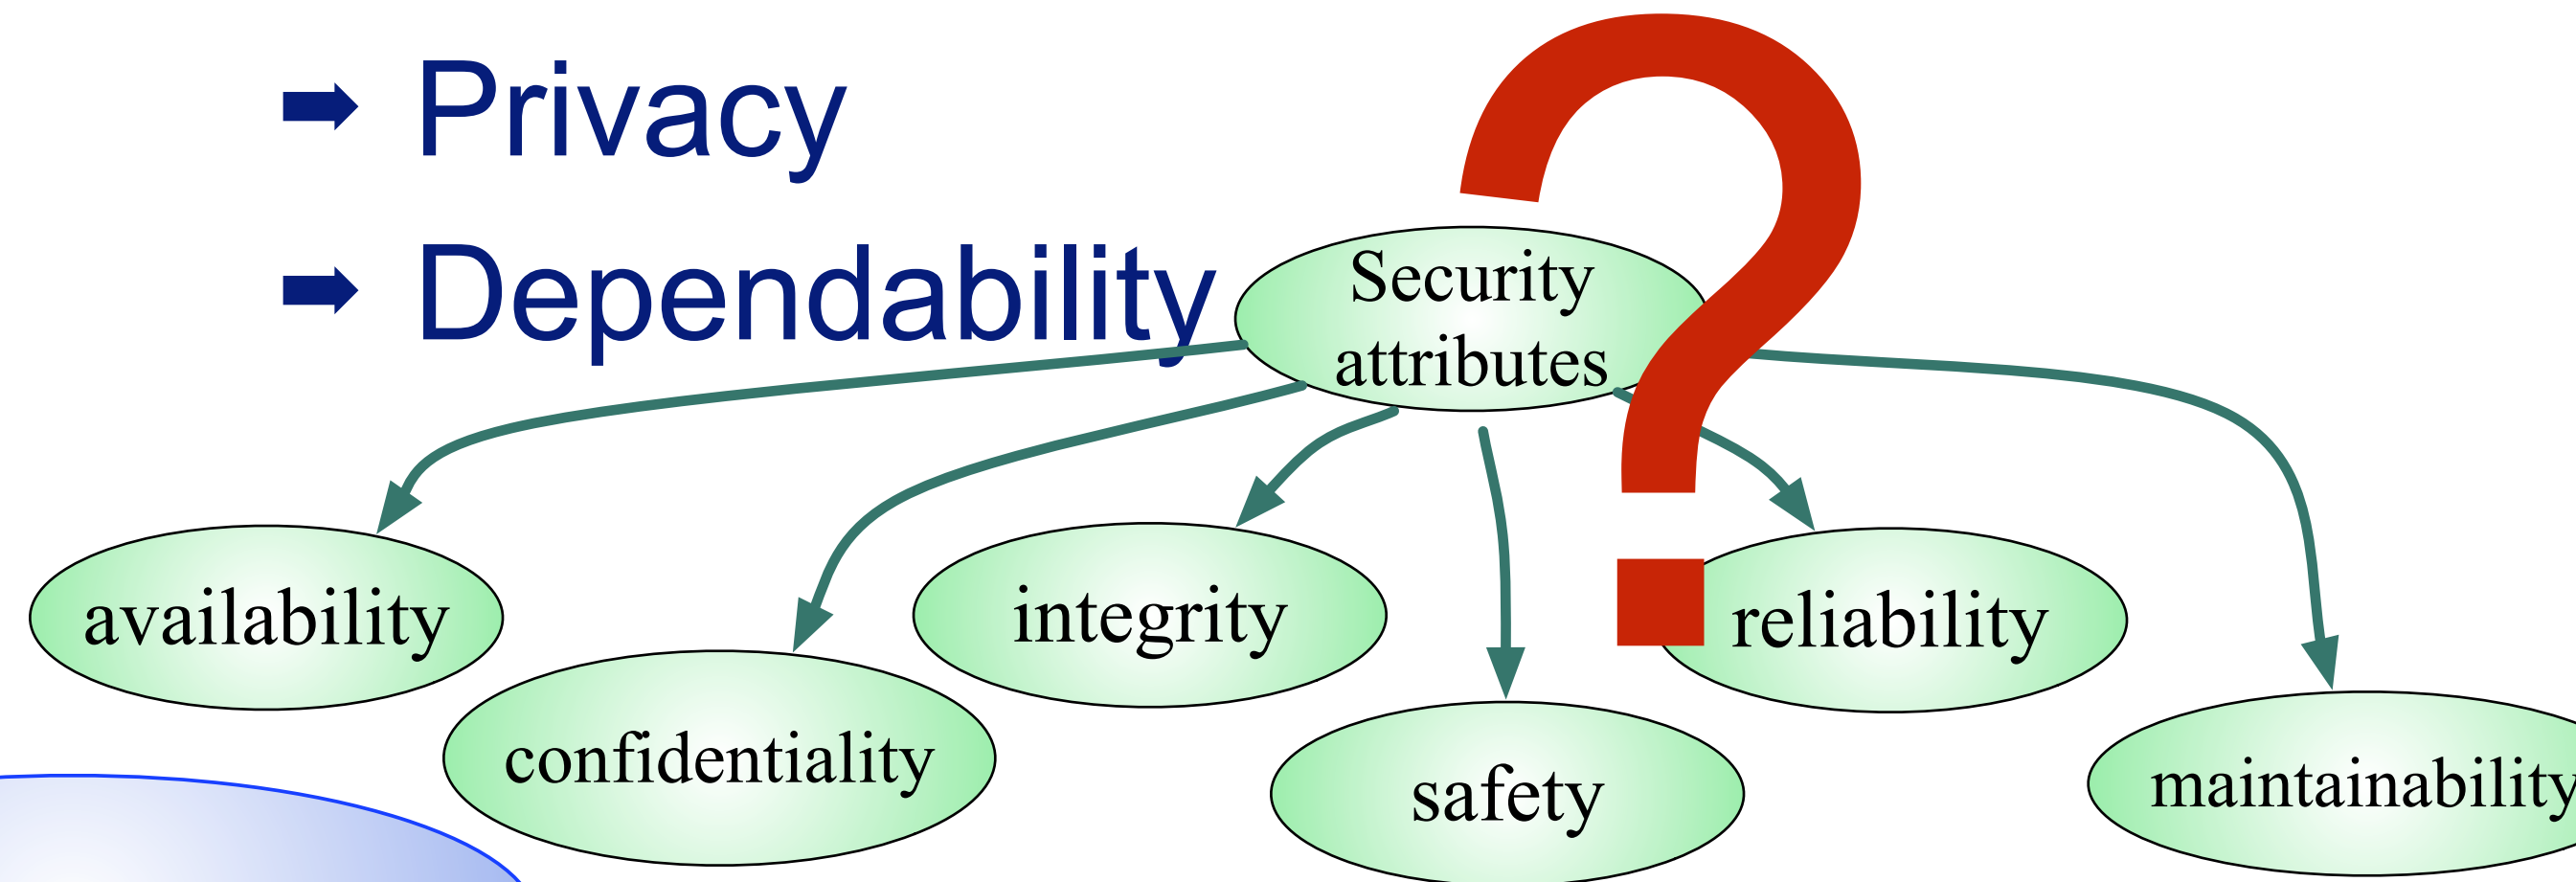 ➡ Privacy
➡ Dependability
Security
attributes
?
availability
integrity
reliability
confidentiality
safety
maintainability